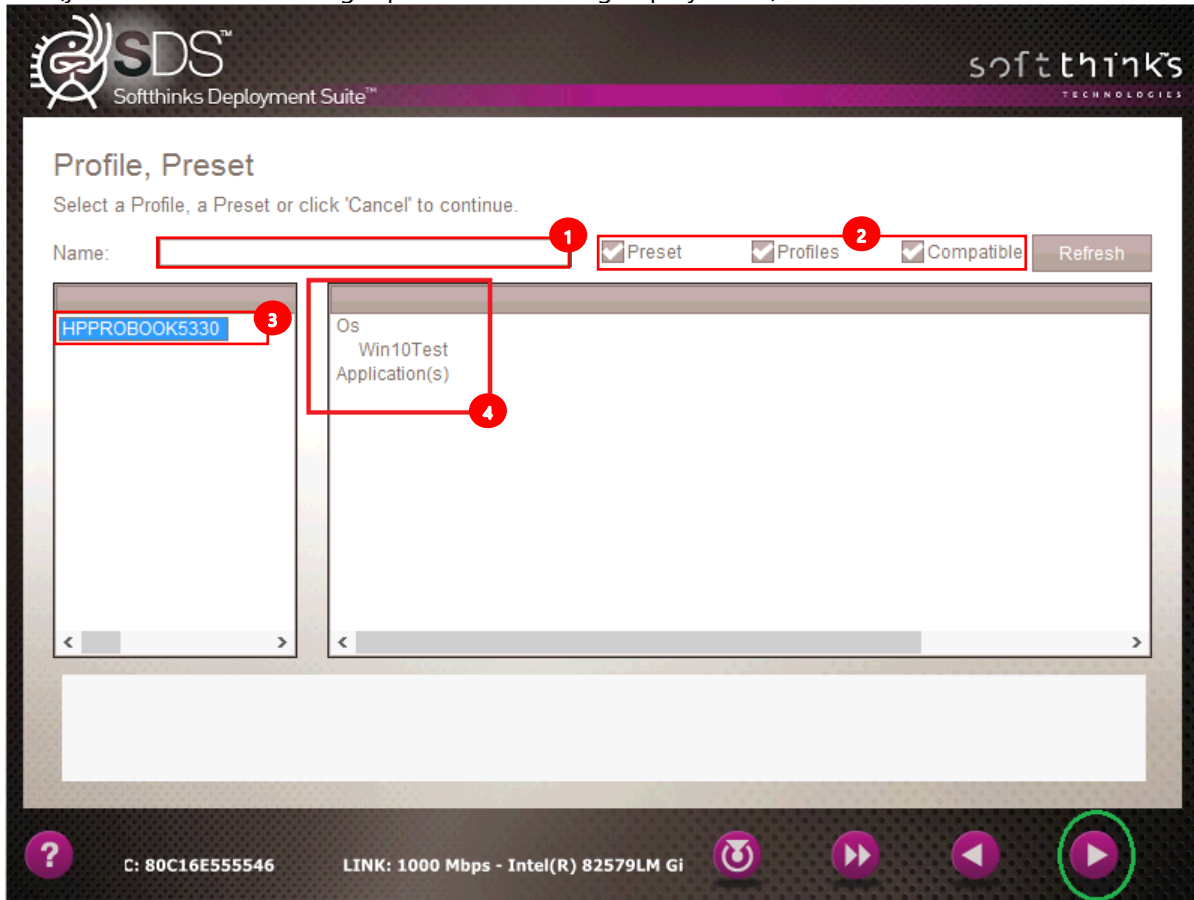 SDS™
Softthinks Deployment Suite™
softthinks
TECHNOLOGIES
Profile, Preset
Select a Profile, a Preset or click 'Cancel' to continue.
Name: 1 Preset Profiles 2 Compatible Refresh
HPPROBOOK5330 3
Os
Win10Test
Application(s)
4
? C: 80C16E555546 LINK: 1000 Mbps - Intel(R) 82579LM Gi